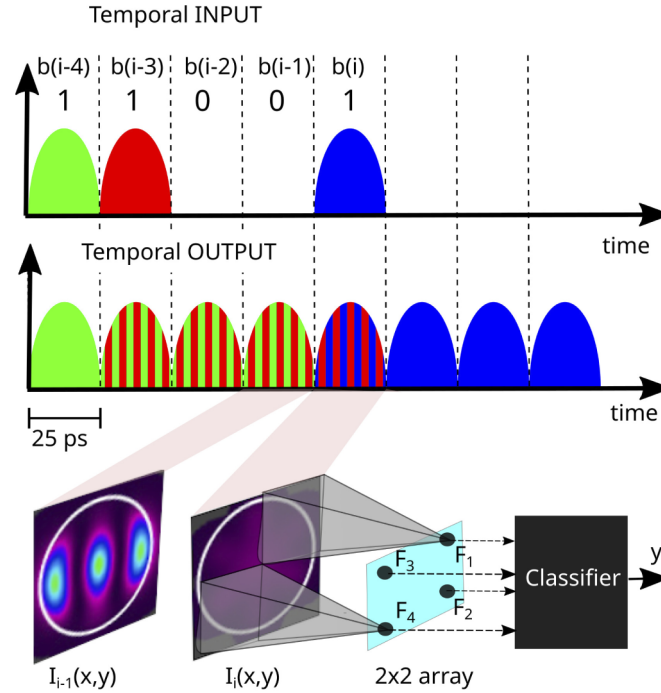 Temporal INPUT
b(i-4) b(i-3) b(i-2) b(i-1) b(i)
1 1 0 0 1
time
Temporal OUTPUT
time
25 ps
F₁
F₃
F₂
F₄
Classifier
y
Iᵢ₋₁(x,y) Iᵢ(x,y) 2x2 array